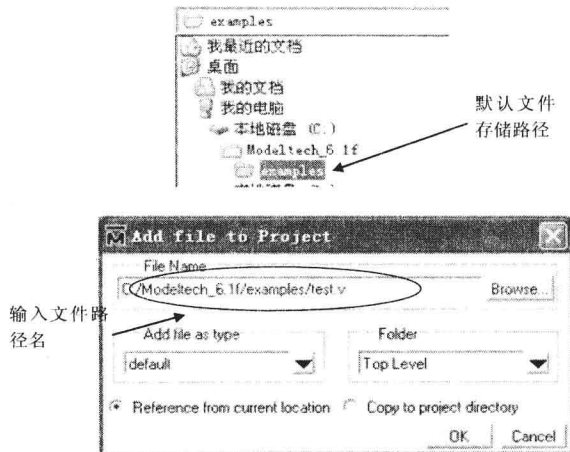 examples
我最近的文档
桌面
我的文档
我的电脑
本地磁盘 (C:)
Modeltech_6.1f
examples
默认文件
存储路径
Add file to Project
File Name
C:/Modeltech_6.1f/examples/test.v
Browse...
输入文件路
径名
Add file as type
Folder
default
Top Level
Reference from current location
Copy to project directory
OK
Cancel